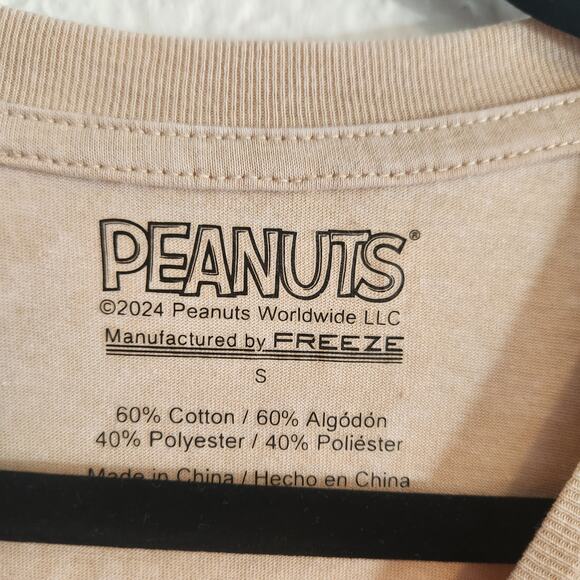 PEANUTS®
©2024 Peanuts Worldwide LLC
Manufactured by FREEZE
S
60% Cotton / 60% Algódón
40% Polyester / 40% Poliéster
Made in China / Hecho en China